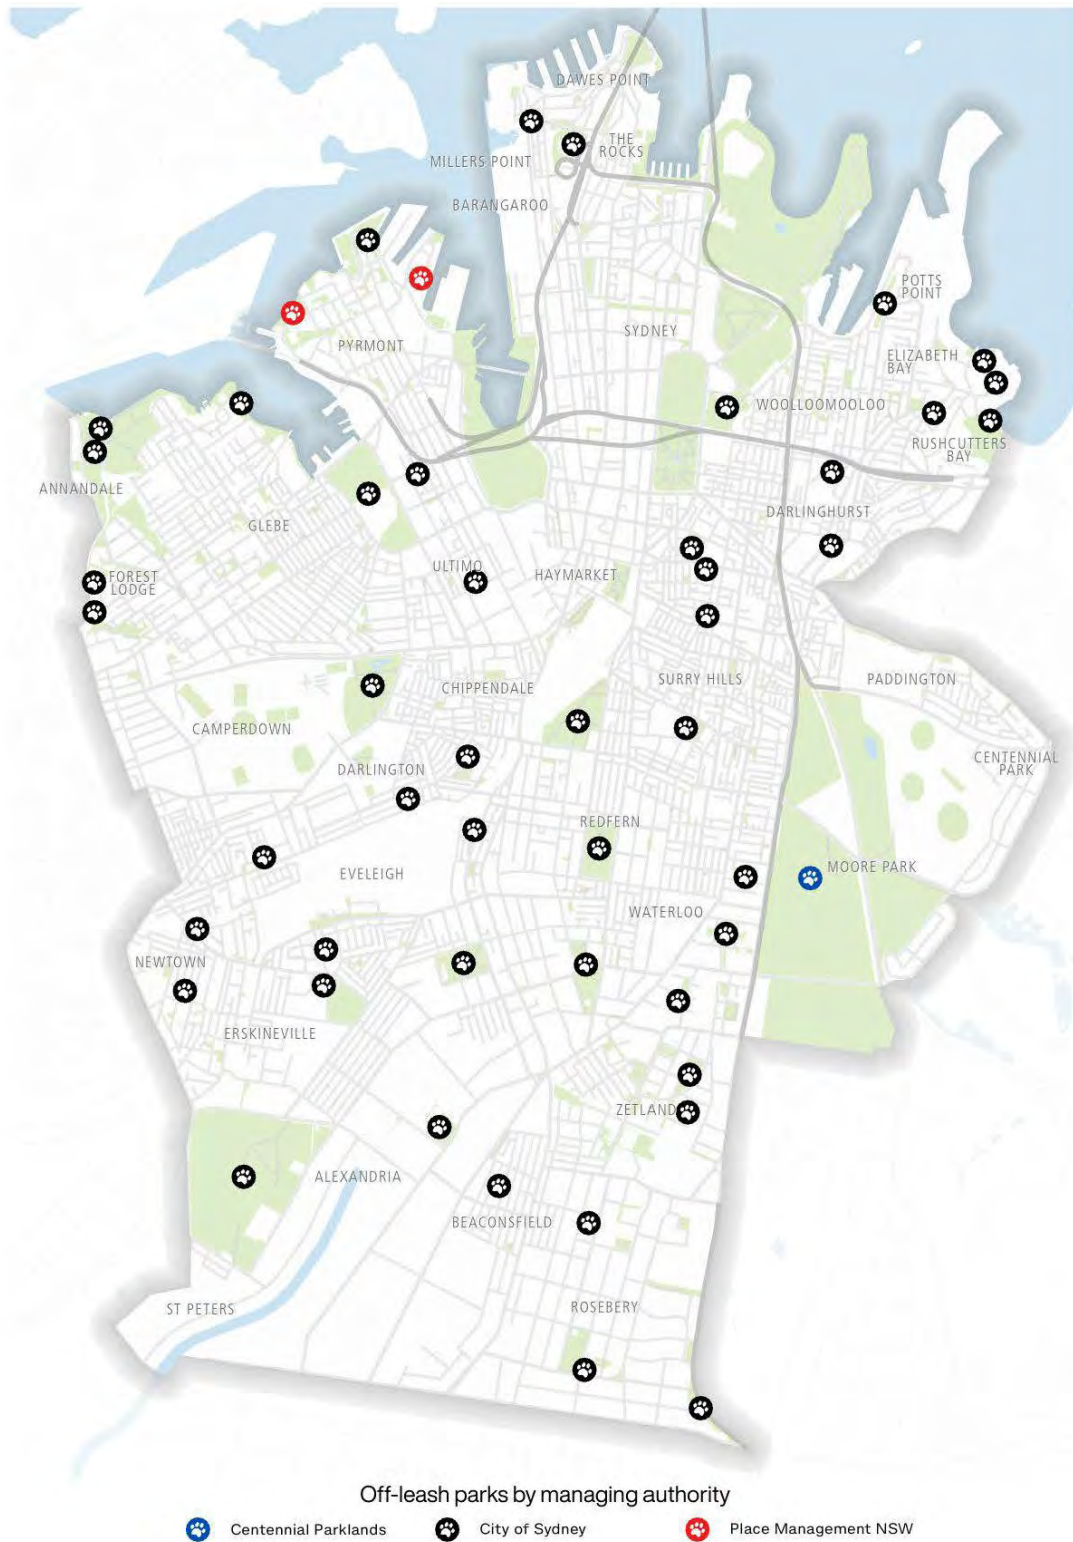 DAWES POINT
THE
ROCKS
MILLERS POINT
BARANGAROO
POTTS
POINT
SYDNEY
PYRMONT
ELIZABETH
BAY
WOOLLOOMOOLOO
RUSHCUTTERS
BAY
ANNANDALE
DARLINGHURST
GLEBE
ULTIMO
HAYMARKET
FOREST
LODGE
SURRY HILLS
PADDINGTON
CHIPPENDALE
CAMPERDOWN
CENTENNIAL
PARK
DARLINGTON
REDFERN
MOORE PARK
EVELEIGH
WATERLOO
NEWTOWN
ERSKINEVILLE
ZETLAND
ALEXANDRIA
BEACONSFIELD
ST PETERS
ROSEBERY
Off-leash parks by managing authority
Centennial Parklands
City of Sydney
Place Management NSW